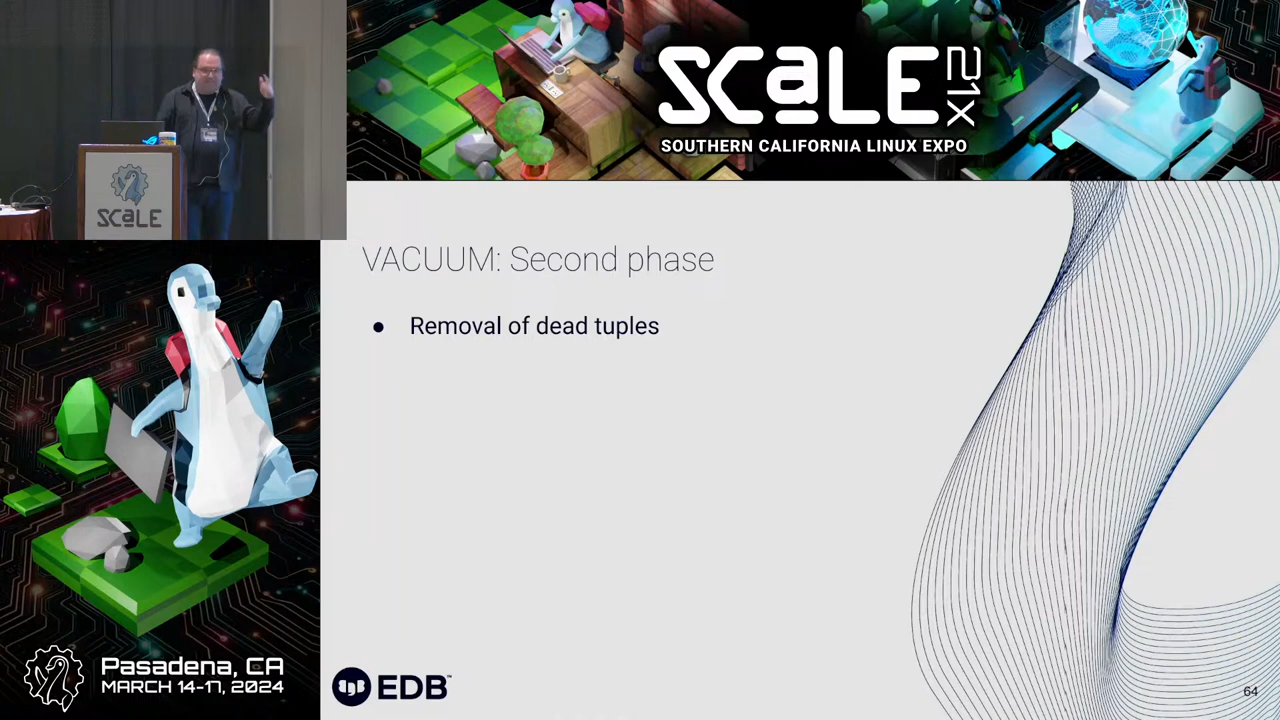 SCaLE 21X
SOUTHERN CALIFORNIA LINUX EXPO
SCaLE
VACUUM: Second phase
● Removal of dead tuples
Pasadena, CA
MARCH 14-17, 2024
EDB™
64